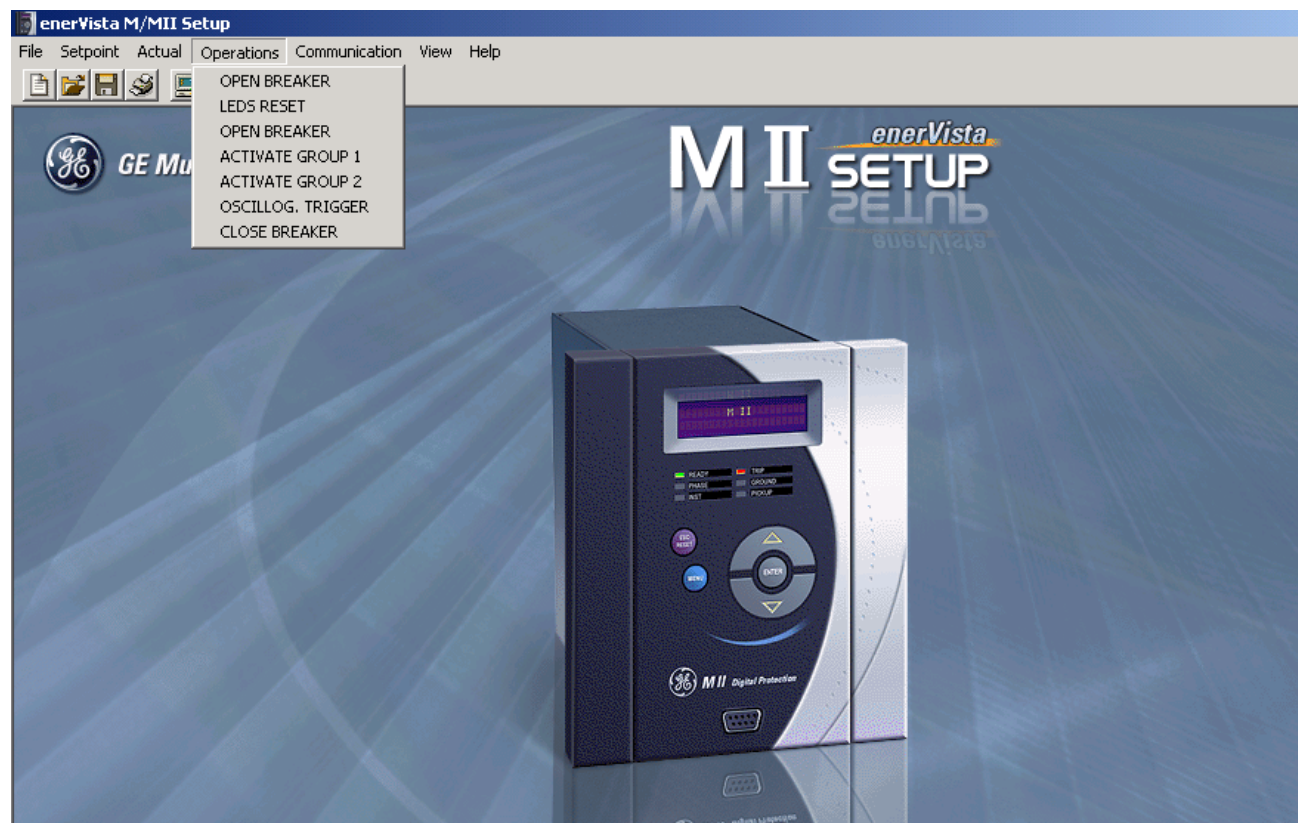 enerVista M/MII Setup
File Setpoint Actual Operations Communication View Help
OPEN BREAKER
LEDS RESET
OPEN BREAKER
ACTIVATE GROUP 1
ACTIVATE GROUP 2
OSCILLOG. TRIGGER
CLOSE BREAKER
GE Mu
M II enerVista
SETUP
M II
READY TRIP
PHASE GROUND
INST PICKUP
ESC
RESET
MENU
ENTER
M II Digital Protection